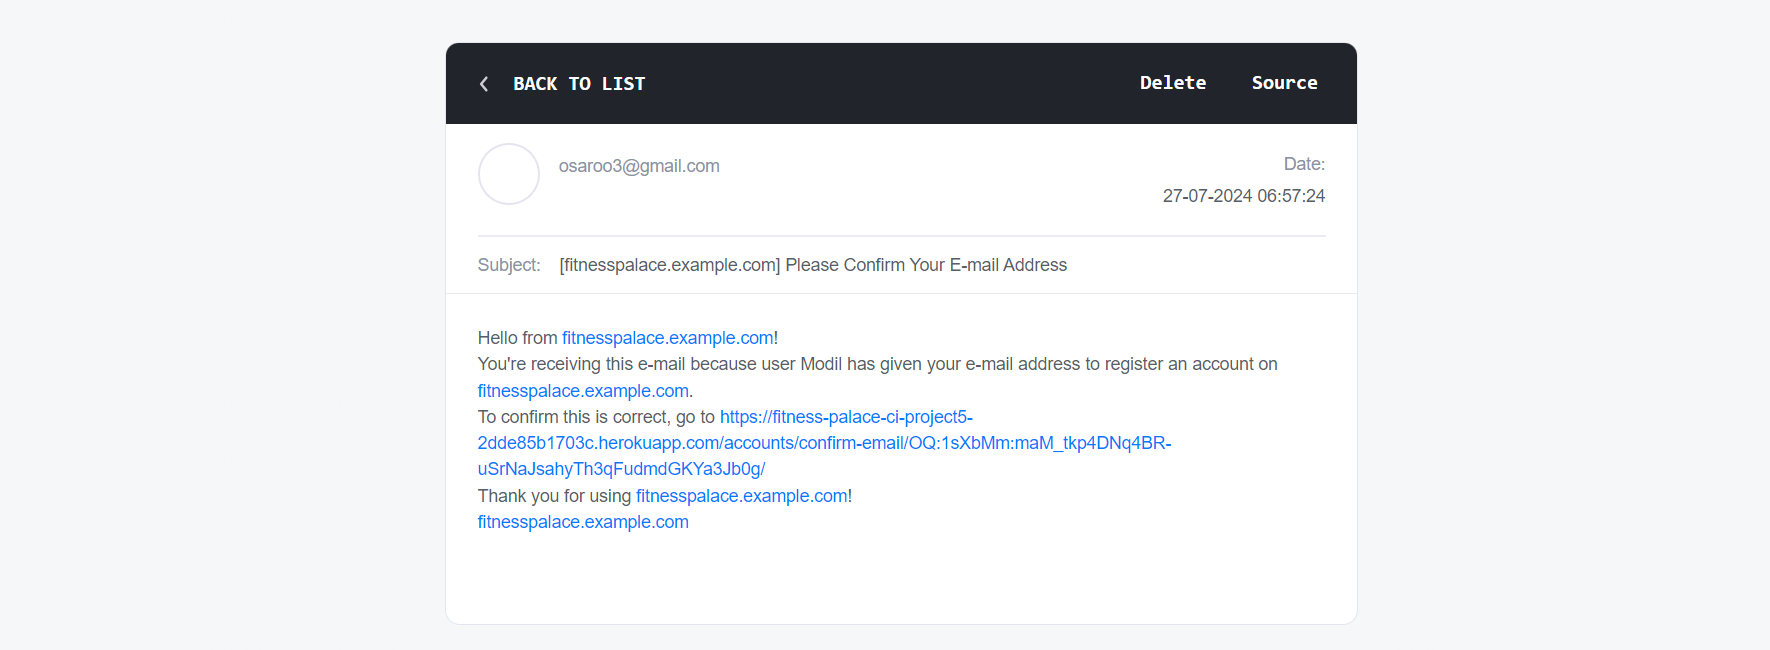 BACK TO LIST
Delete
Source
osaroo3@gmail.com
Date:
27-07-2024 06:57:24
Subject: [fitnesspalace.example.com] Please Confirm Your E-mail Address
Hello from fitnesspalace.example.com!
You're receiving this e-mail because user Modil has given your e-mail address to register an account on
fitnesspalace.example.com.
To confirm this is correct, go to https://fitness-palace-ci-project5-
2dde85b1703c.herokuapp.com/accounts/confirm-email/OQ:1sXbMm:maM_tkp4DNq4BR-
uSrNaJsahyTh3qFudmdGKYa3Jb0g/
Thank you for using fitnesspalace.example.com!
fitnesspalace.example.com